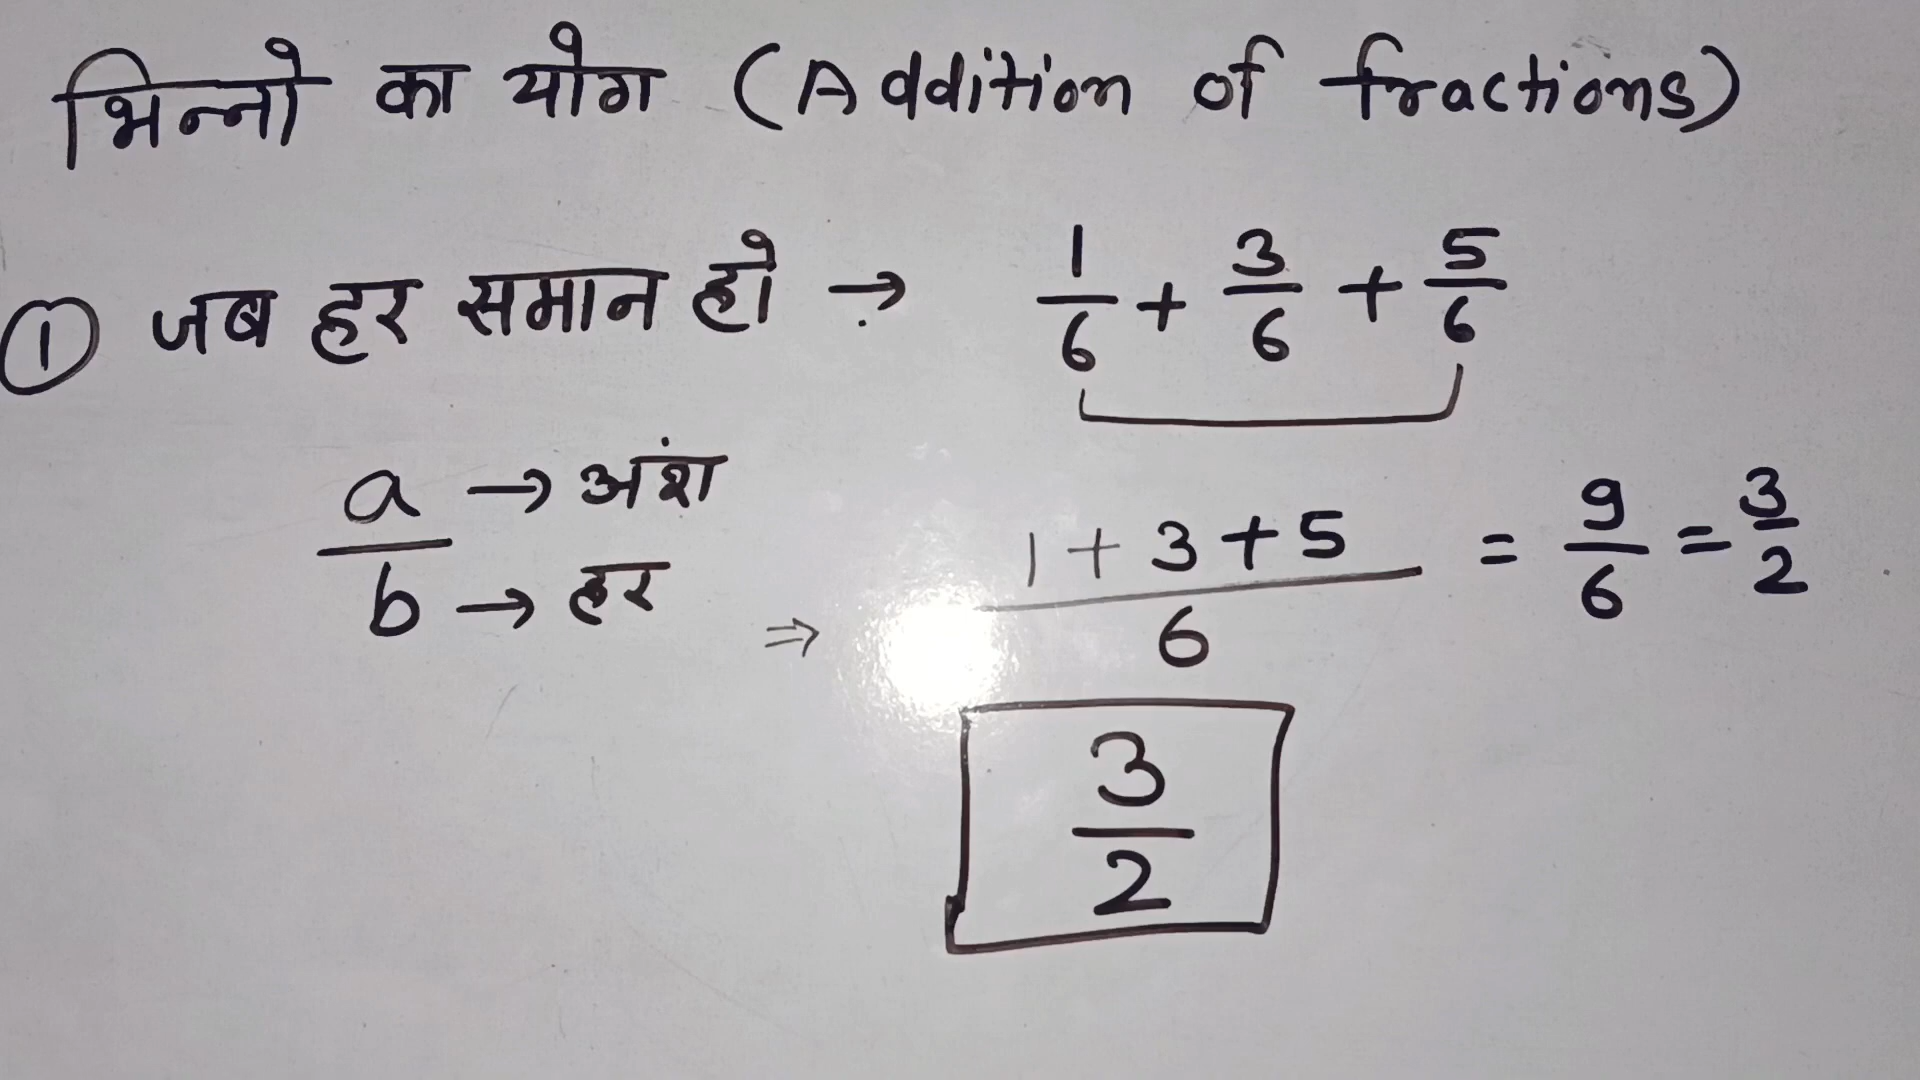 भिन्नो का योग (Addition of fractions)
① जब हर समान हो → 1/6 + 3/6 + 5/6
a → अंश
b → हर
⇒ 1+3+5/6 = 9/6 = 3/2
3/2